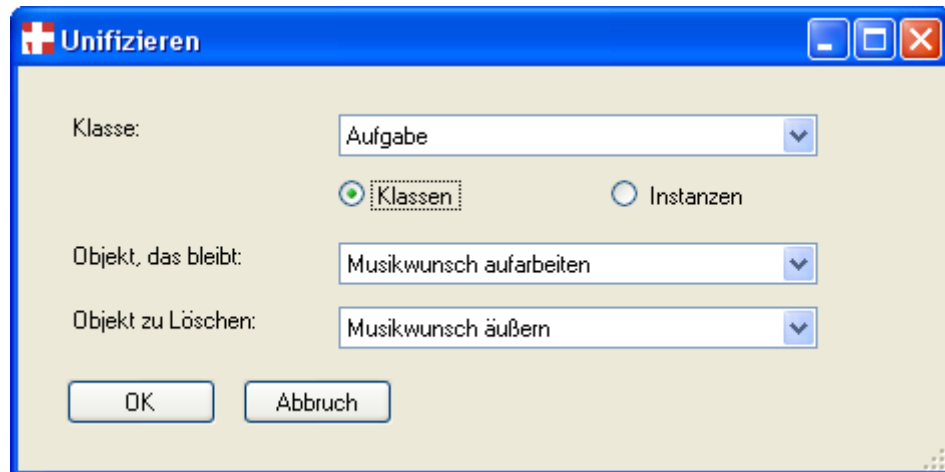 Unifizieren
Klasse:
Aufgabe
Klassen
Instanzen
Objekt, das bleibt:
Musikwunsch aufarbeiten
Objekt zu Löschen:
Musikwunsch äußern
OK
Abbruch